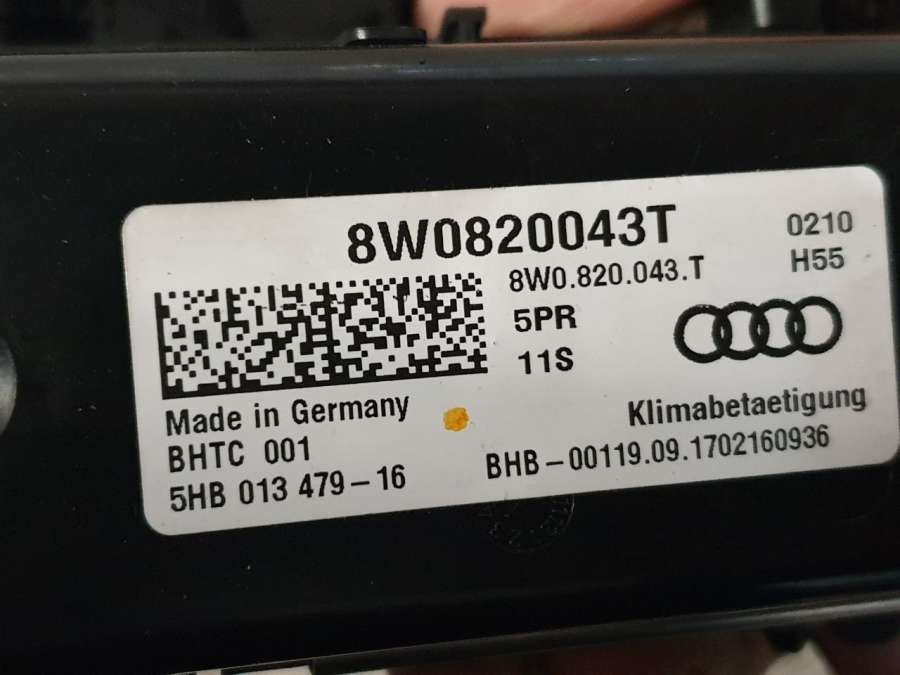 8W0820043T
0210
8W0.820.043.T
H55
5PR
11S
Made in Germany
Klimabetaetigung
BHTC 001
BHB-00119.09.1702160936
5HB 013 479-16